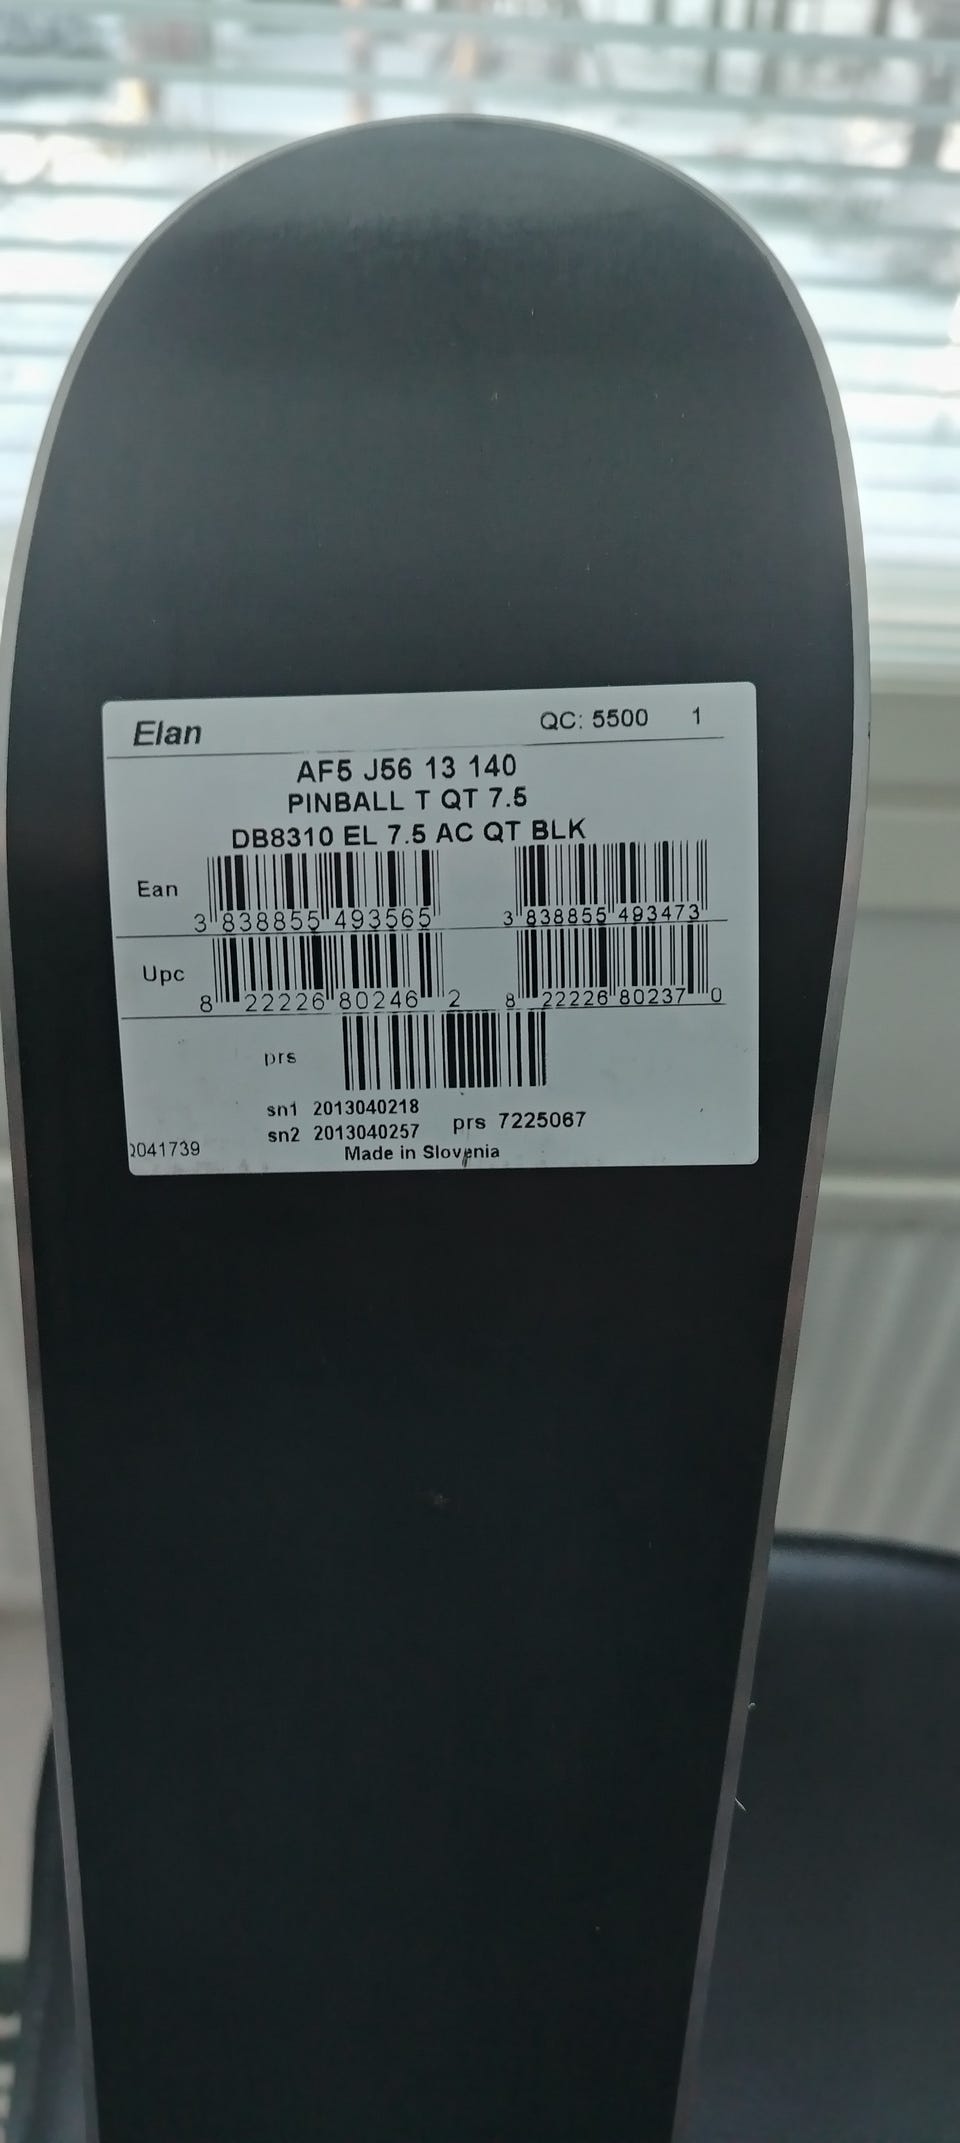 Elan QC: 5500 1
AF5 J56 13 140
PINBALL T QT 7.5
DB8310 EL 7.5 AC QT BLK
Ean
3 838855 493565 3 838855 493473
Upc
8 22226 80246 2 8 22226 80237 0
prs
sn1 2013040218
sn2 2013040257 prs 7225067
041739 Made in Slovenia